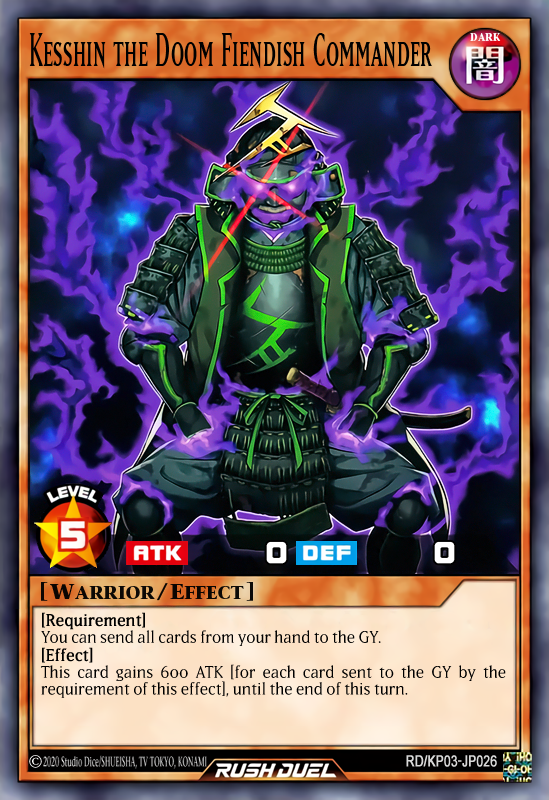 Kesshin the Doom Fiendish Commander
DARK
闇
LEVEL
5
ATK 0 DEF 0
[Warrior/Effect]
[Requirement]
You can send all cards from your hand to the GY.
[Effect]
This card gains 600 ATK [for each card sent to the GY by the
requirement of this effect], until the end of this turn.
©2020 Studio Dice/SHUEISHA, TV TOKYO, KONAMI
RUSH DUEL
RD/KP03-JP026